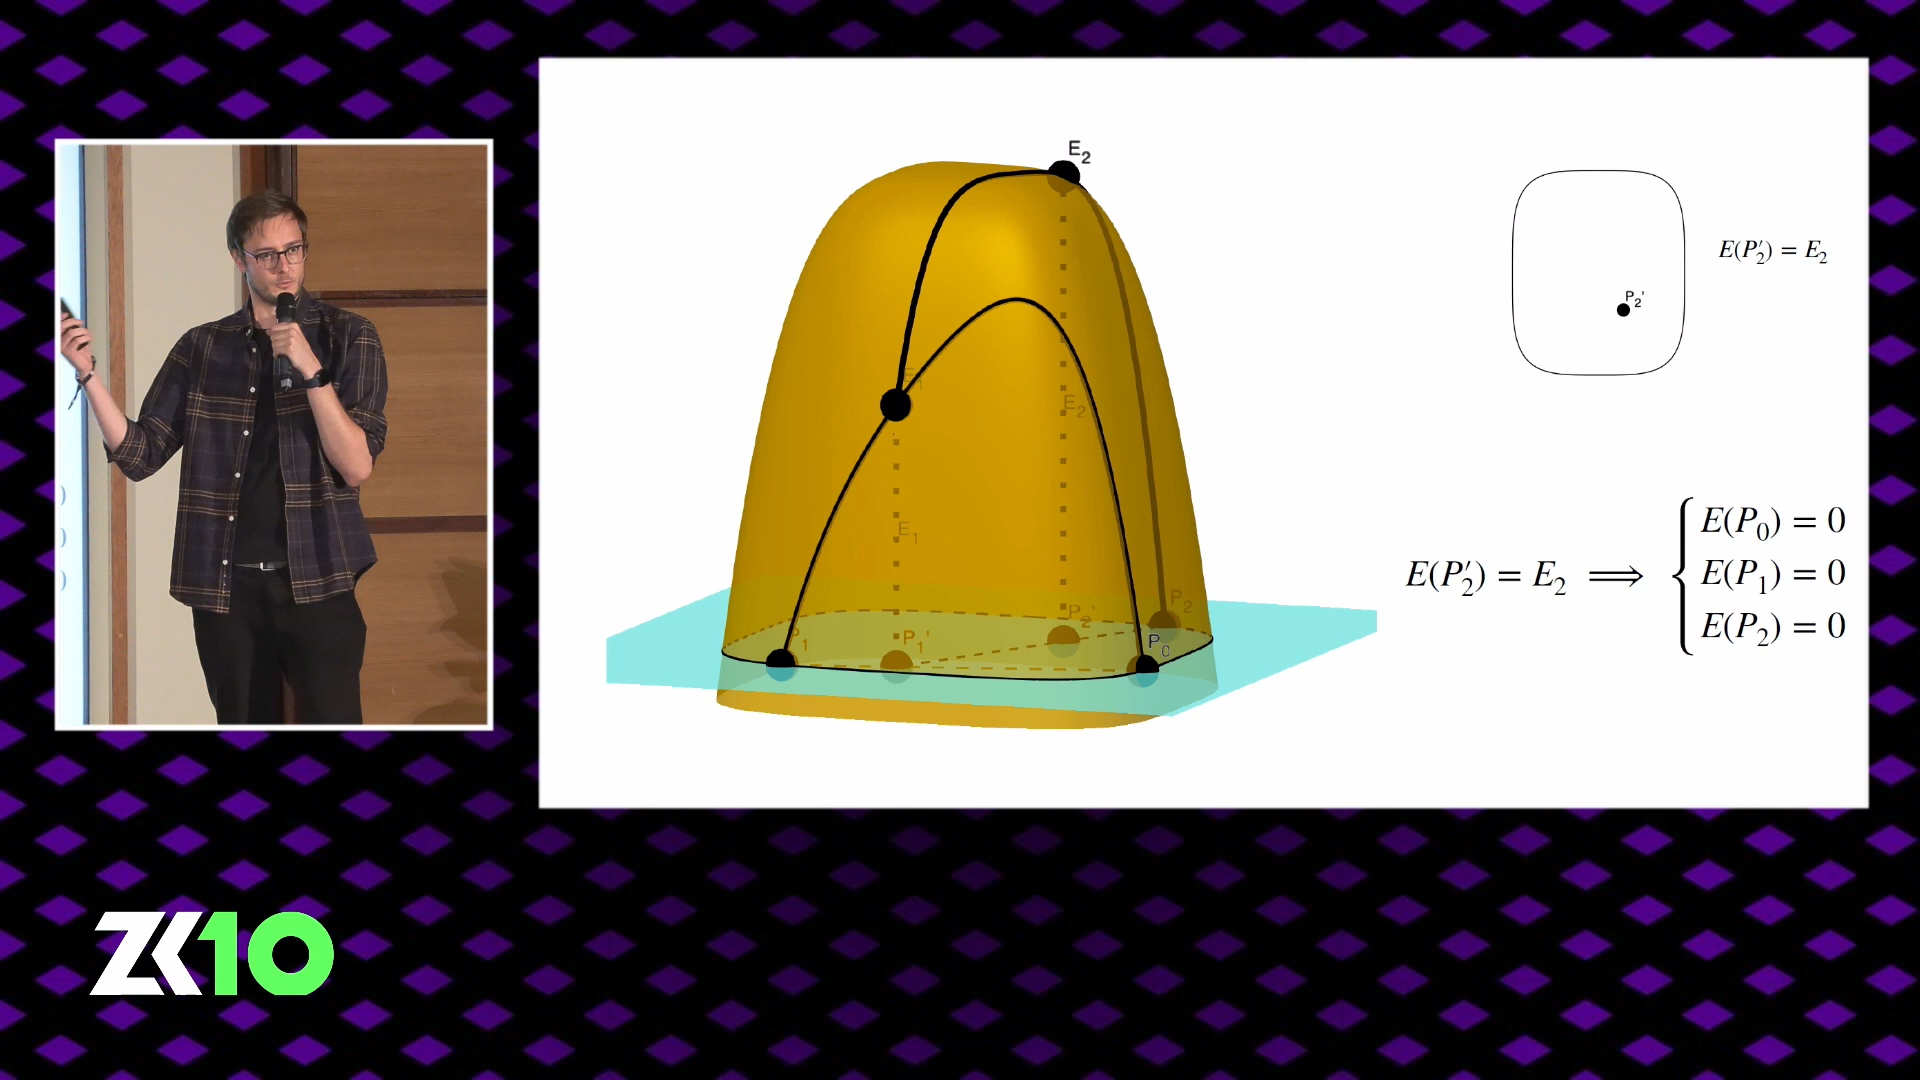 E₂
E₁
E₂
E₁
P₁
P₁'
P₂'
P₂
P₀
P₂'
E(P₂′) = E₂
E(P₂′) = E₂ ⟹ { E(P₀) = 0
E(P₁) = 0
E(P₂) = 0
ZK10